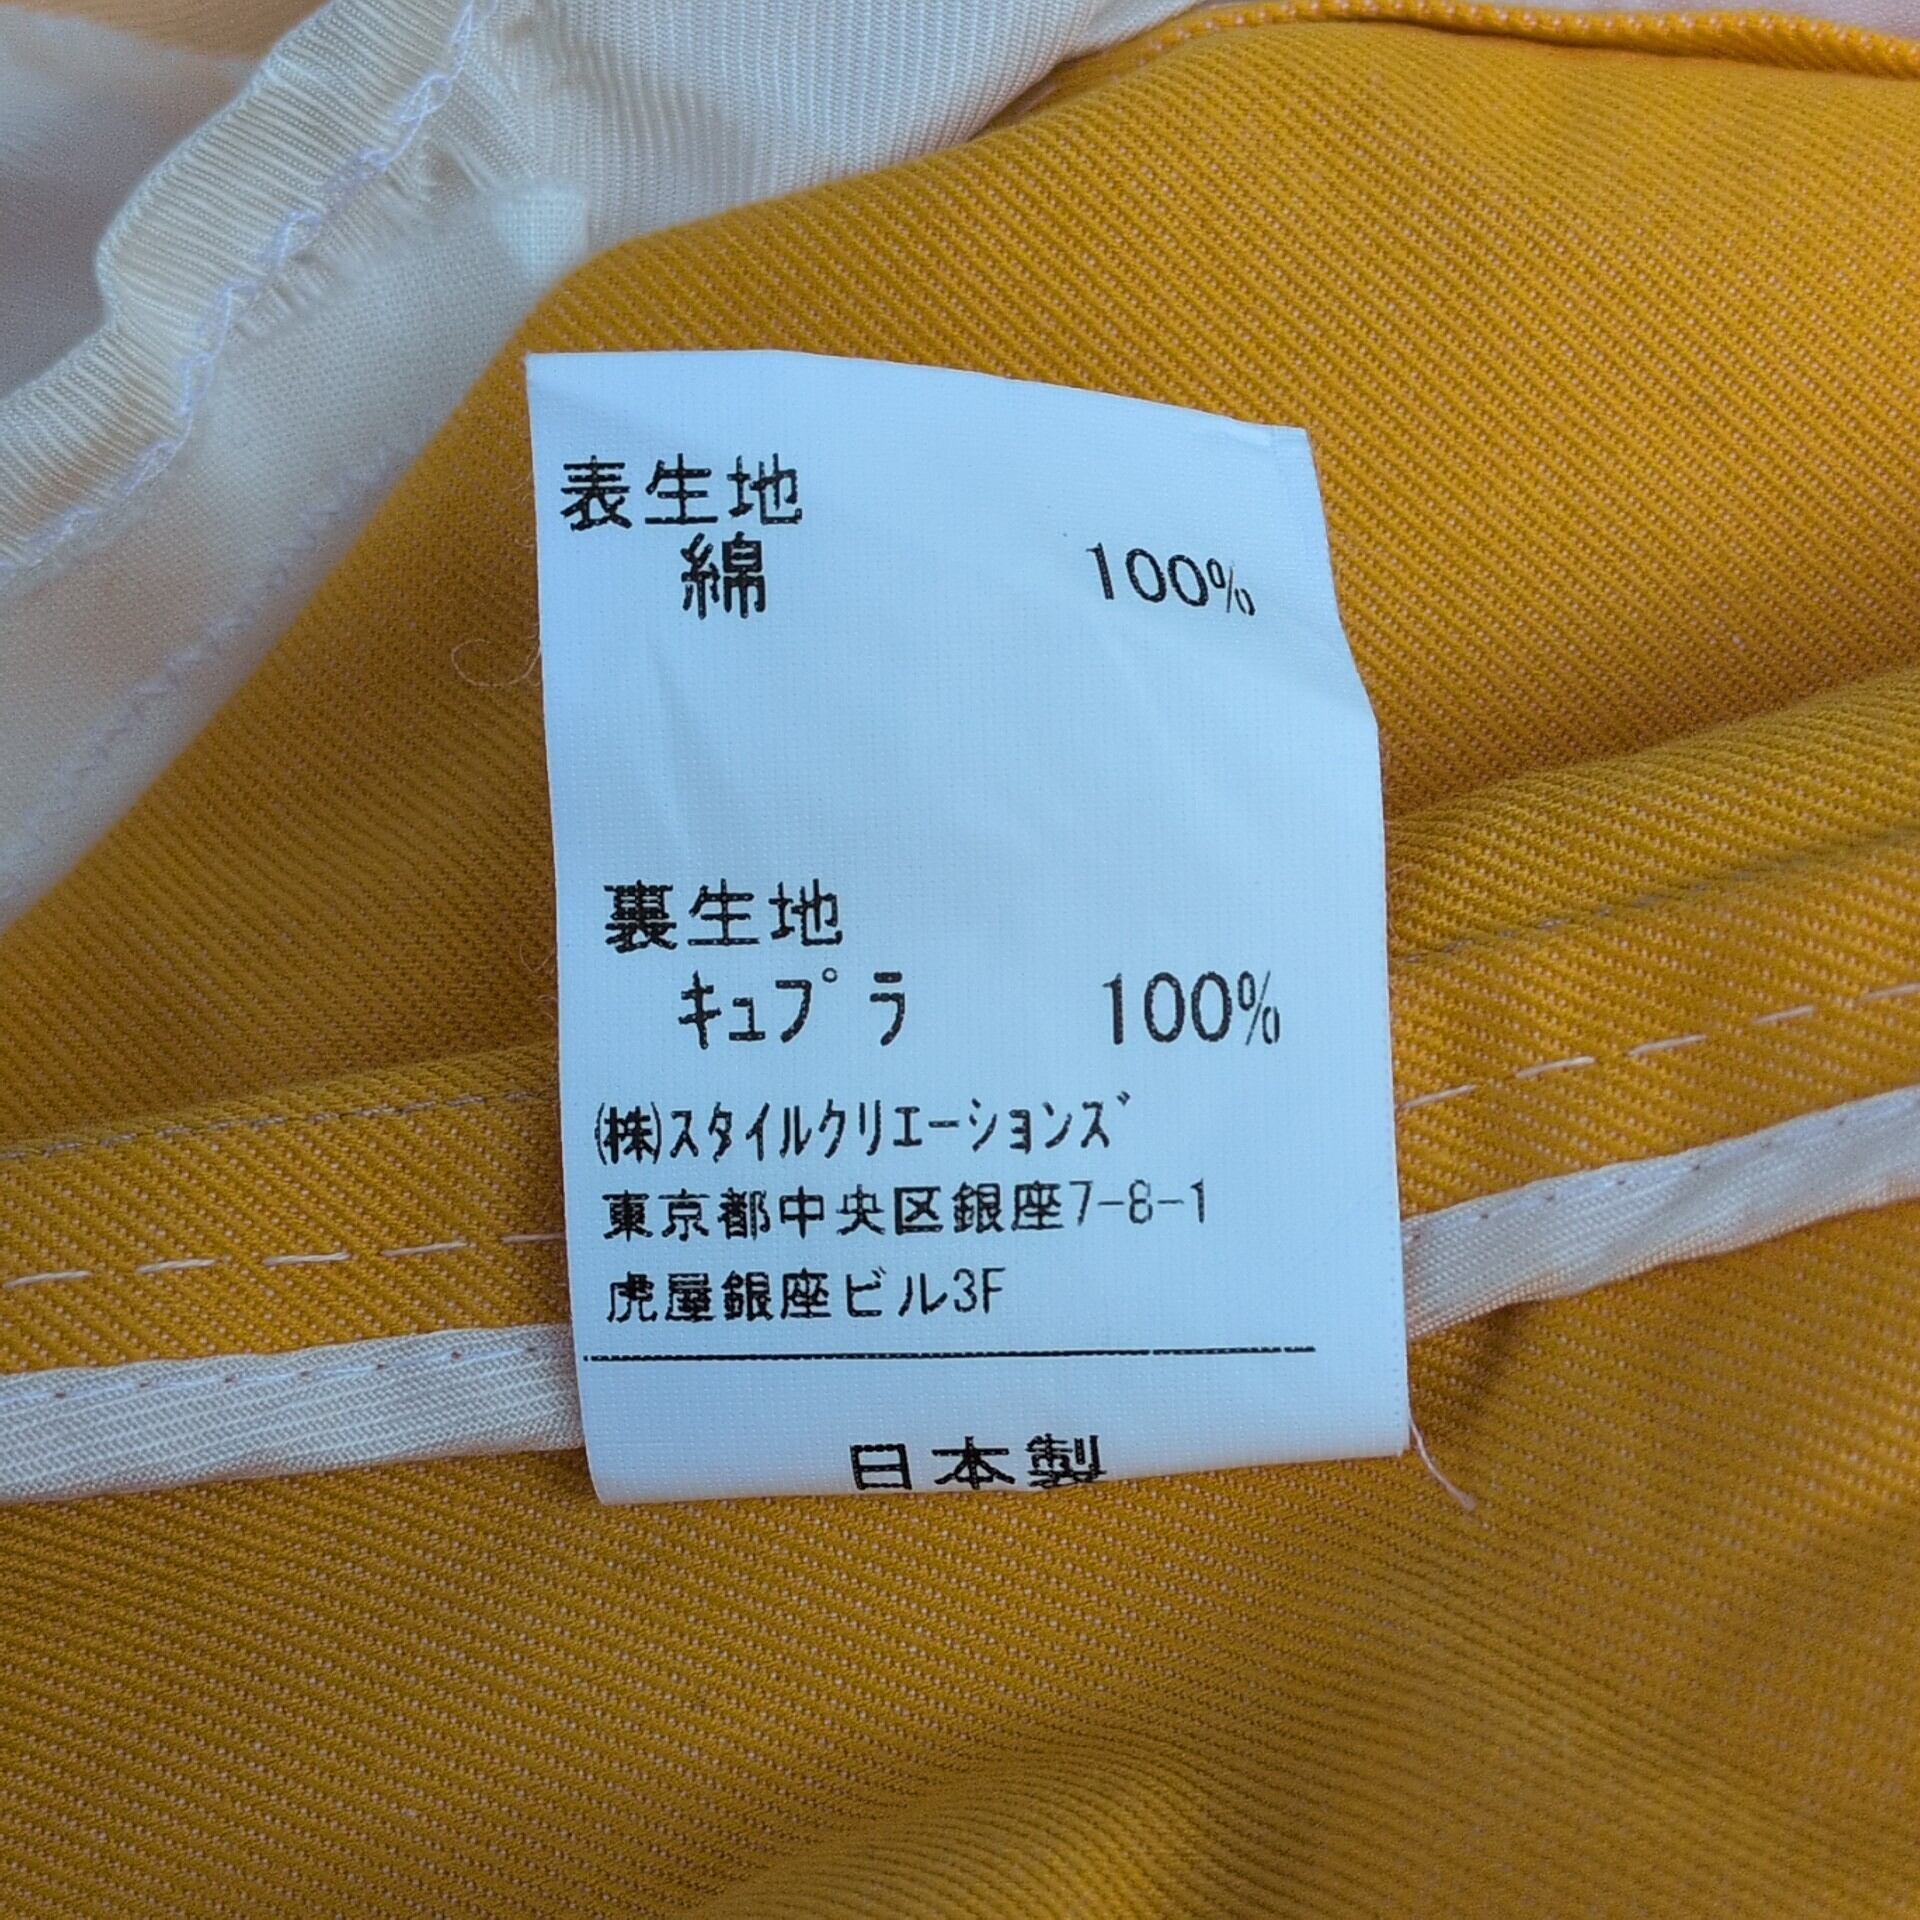 表生地
綿 100%
裏生地
キュプラ 100%
(株)スタイルクリエーションズ
東京都中央区銀座7-8-1
虎屋銀座ビル3F
日本製